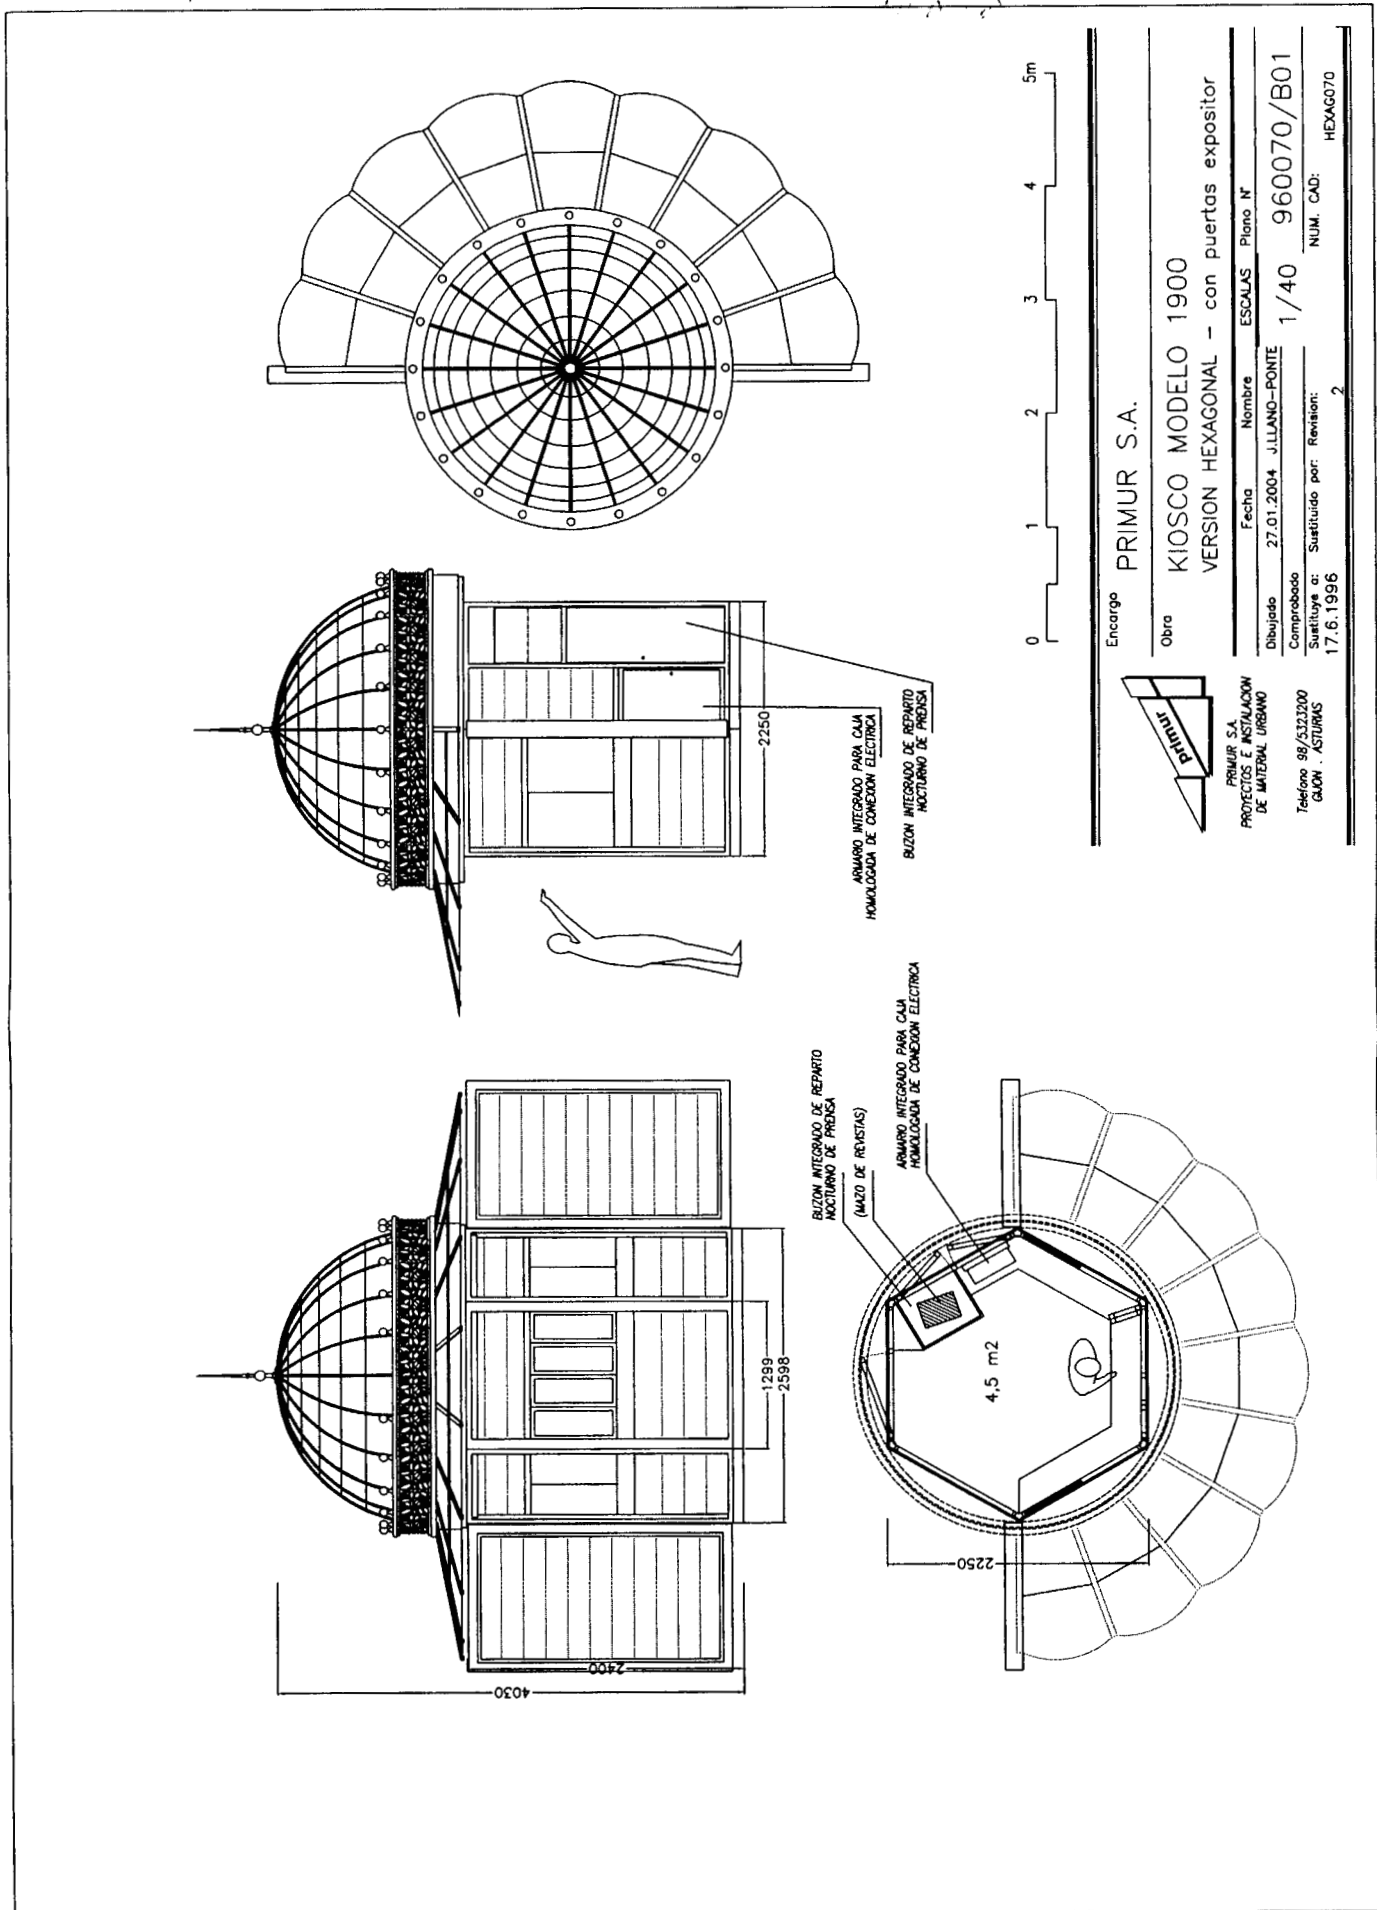 2250
ARMARIO INTEGRADO PARA CAJA
HOMOLOGADA DE CONEXION ELECTRICA
BUZON INTEGRADO DE REPARTO
NOCTURNO DE PRENSA
1299
2598
2400
4030
BUZON INTEGRADO DE REPARTO
NOCTURNO DE PRENSA
(MAZO DE REVISTAS)
ARMARIO INTEGRADO PARA CAJA
HOMOLOGADA DE CONEXION ELECTRICA
4,5 m2
2250
0 1 2 3 4 5m
Primur
PRIMUR S.A.
PROYECTOS E INSTALACION
DE MATERIAL URBANO
Telefono 98/5323200
GIJON . ASTURIAS
Encargo PRIMUR S.A.
Obra KIOSCO MODELO 1900
VERSION HEXAGONAL - con puertas expositor
Fecha Nombre ESCALAS Plano Nº
Dibujado 27.01.2004 J.LLANO-PONTE 1/40 960070/B01
Comprobado
Sustituye a: Sustituido por: Revision: NUM. CAD:
17.6.1996 2 HEXAG070